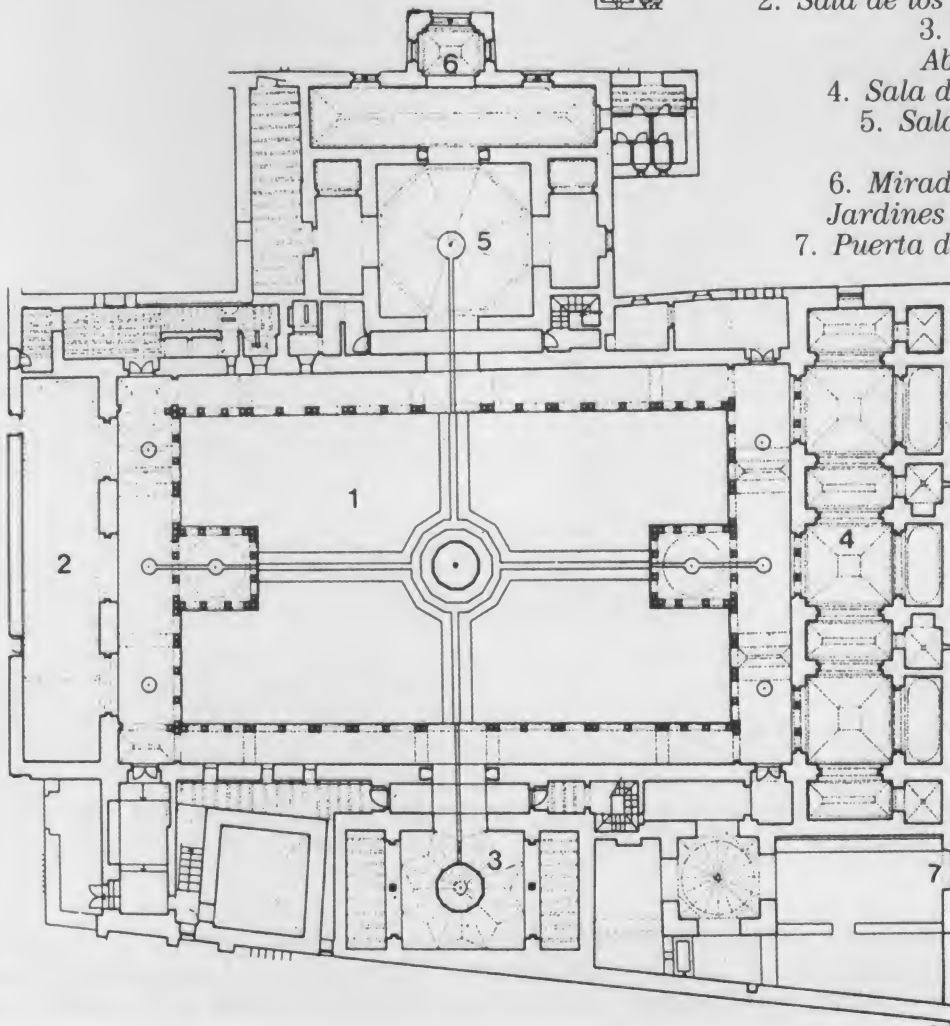 2. Sala de los
3.
Ab
4. Sala d
5. Sala
6. Mirad
Jardines
7. Puerta d
6
5
1
2
4
3
7